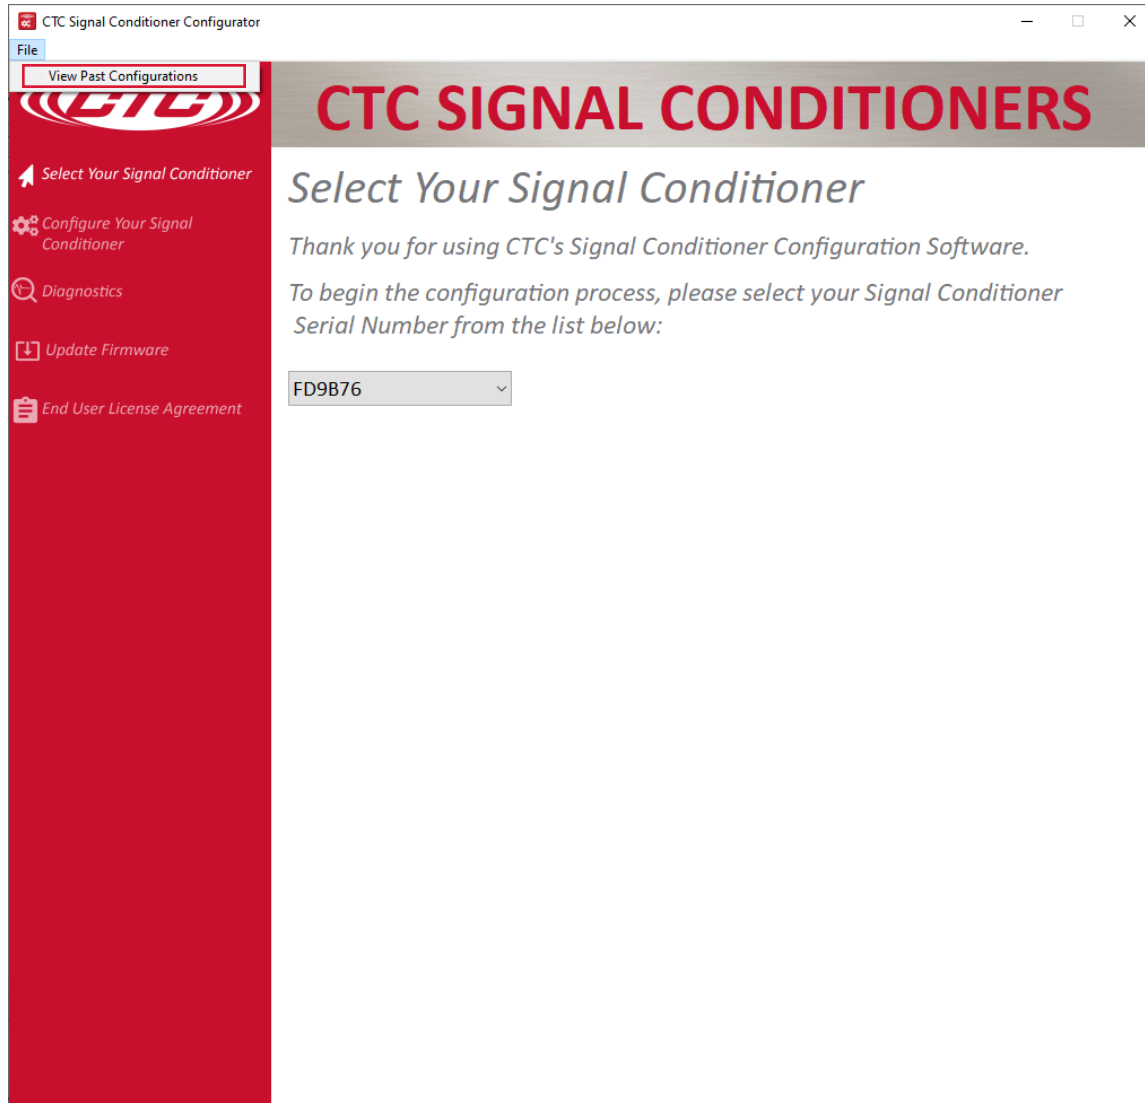 CTC Signal Conditioner Configurator
File
View Past Configurations
CTC
CTC SIGNAL CONDITIONERS
Select Your Signal Conditioner
Configure Your Signal
Conditioner
Diagnostics
Update Firmware
End User License Agreement
Select Your Signal Conditioner
Thank you for using CTC's Signal Conditioner Configuration Software.
To begin the configuration process, please select your Signal Conditioner
Serial Number from the list below:
FD9B76